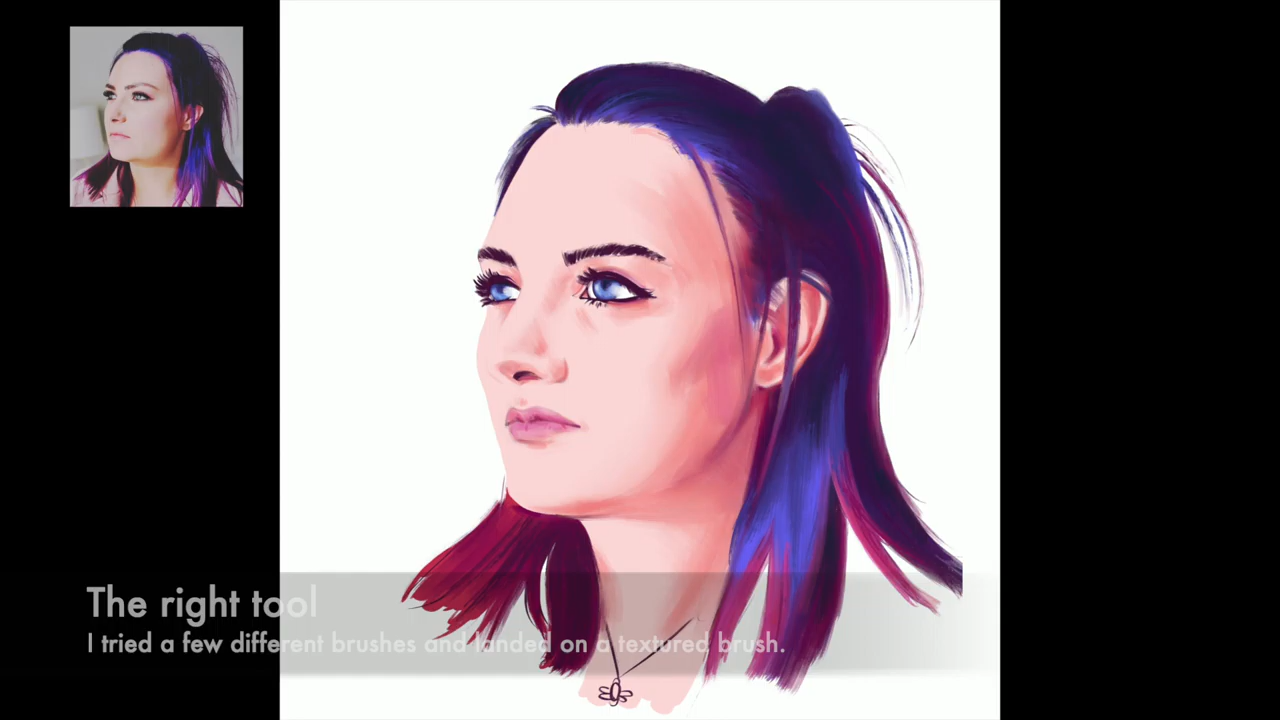 The right tool
I tried a few different brushes and landed on a textured brush.